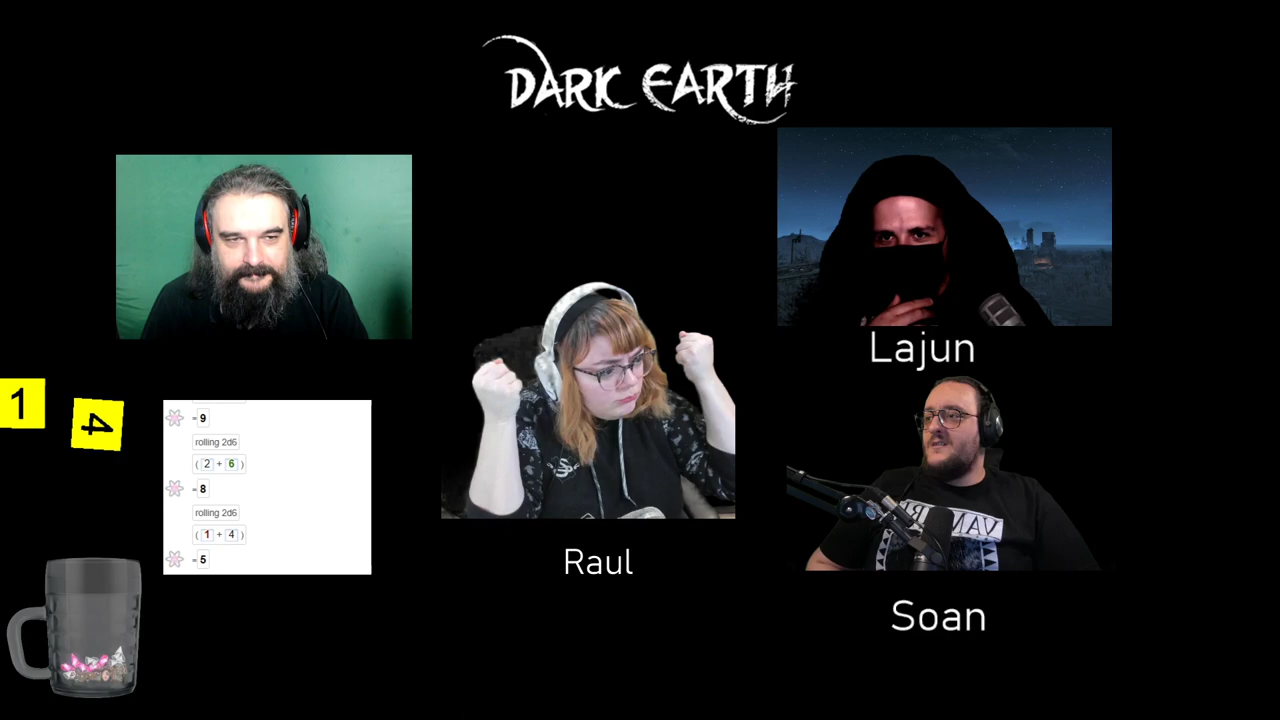 DARK EARTH
Lajun
1
4
= 9
rolling 2d6
( 2 + 6 )
= 8
rolling 2d6
( 1 + 4 )
= 5
Raul
Soan